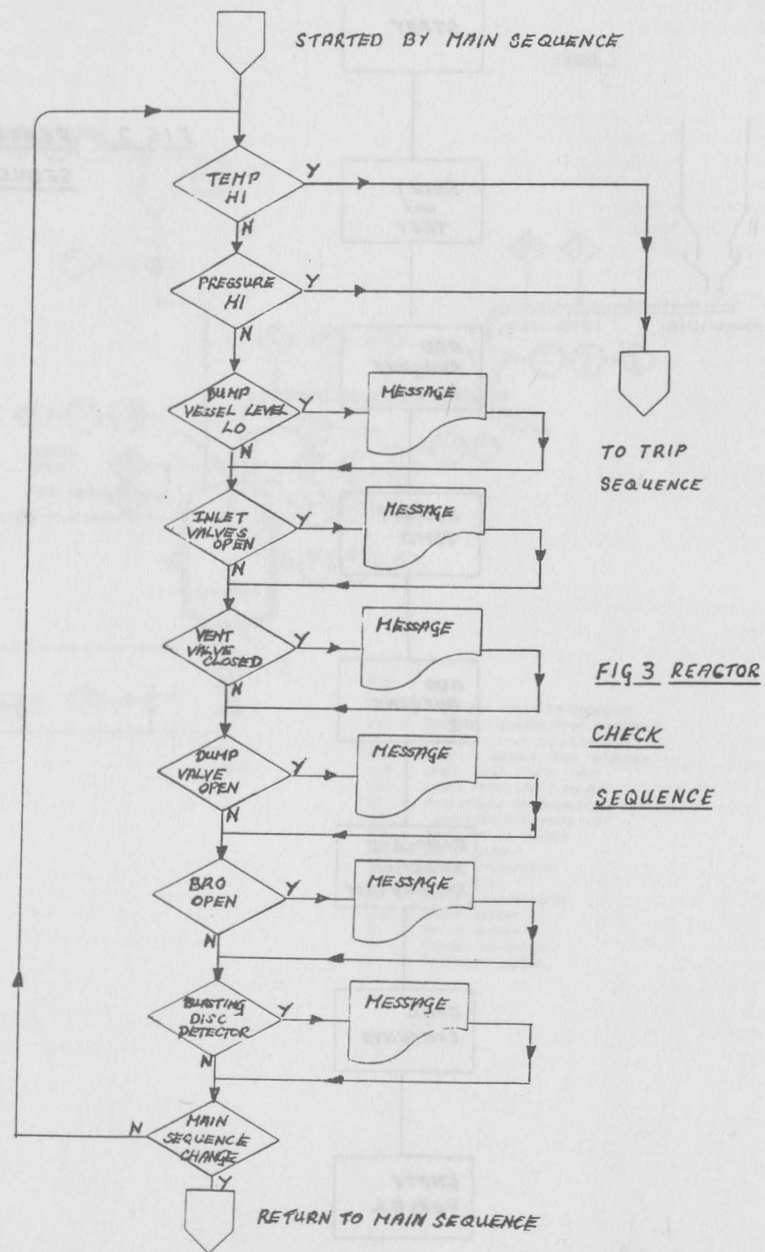 STARTED BY MAIN SEQUENCE
TEMP
HI
Y
N
PRESSURE
HI
Y
N
BUMP
VESSEL LEVEL
LO
Y
MESSAGE
N
TO TRIP
SEQUENCE
INLET
VALVES
OPEN
Y
MESSAGE
N
VENT
VALVE
CLOSED
Y
MESSAGE
N
FIG 3 REACTOR
CHECK
SEQUENCE
DUMP
VALVE
OPEN
Y
MESSAGE
N
BRO
OPEN
Y
MESSAGE
N
BURSTING
DISC
DETECTOR
Y
MESSAGE
N
MAIN
SEQUENCE
CHANGE
N
Y
RETURN TO MAIN SEQUENCE